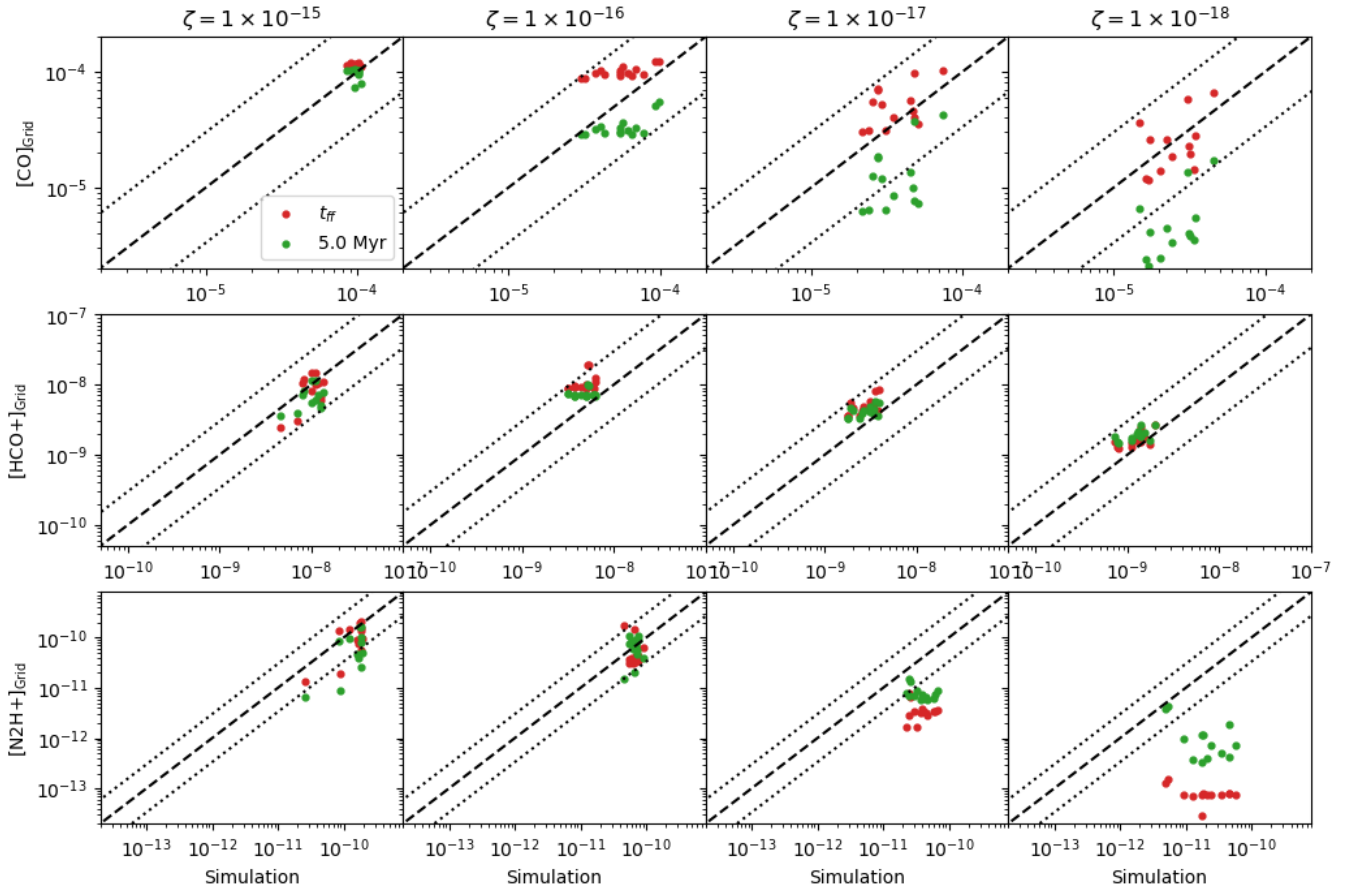 ζ = 1 × 10⁻¹⁵ ζ = 1 × 10⁻¹⁶ ζ = 1 × 10⁻¹⁷ ζ = 1 × 10⁻¹⁸
[CO]Grid
10⁻⁴
10⁻⁵
t_ff
5.0 Myr
10⁻⁵ 10⁻⁴ 10⁻⁵ 10⁻⁴ 10⁻⁵ 10⁻⁴ 10⁻⁵ 10⁻⁴
[HCO+]Grid
10⁻⁷
10⁻⁸
10⁻⁹
10⁻¹⁰
10⁻¹⁰ 10⁻⁹ 10⁻⁸ 10⁻⁷ 10⁻¹⁰ 10⁻⁹ 10⁻⁸ 10⁻⁷ 10⁻¹⁰ 10⁻⁹ 10⁻⁸ 10⁻⁷ 10⁻¹⁰ 10⁻⁹ 10⁻⁸ 10⁻⁷
[N2H+]Grid
10⁻¹⁰
10⁻¹¹
10⁻¹²
10⁻¹³
10⁻¹³ 10⁻¹² 10⁻¹¹ 10⁻¹⁰ 10⁻¹³ 10⁻¹² 10⁻¹¹ 10⁻¹⁰ 10⁻¹³ 10⁻¹² 10⁻¹¹ 10⁻¹⁰ 10⁻¹³ 10⁻¹² 10⁻¹¹ 10⁻¹⁰
Simulation Simulation Simulation Simulation